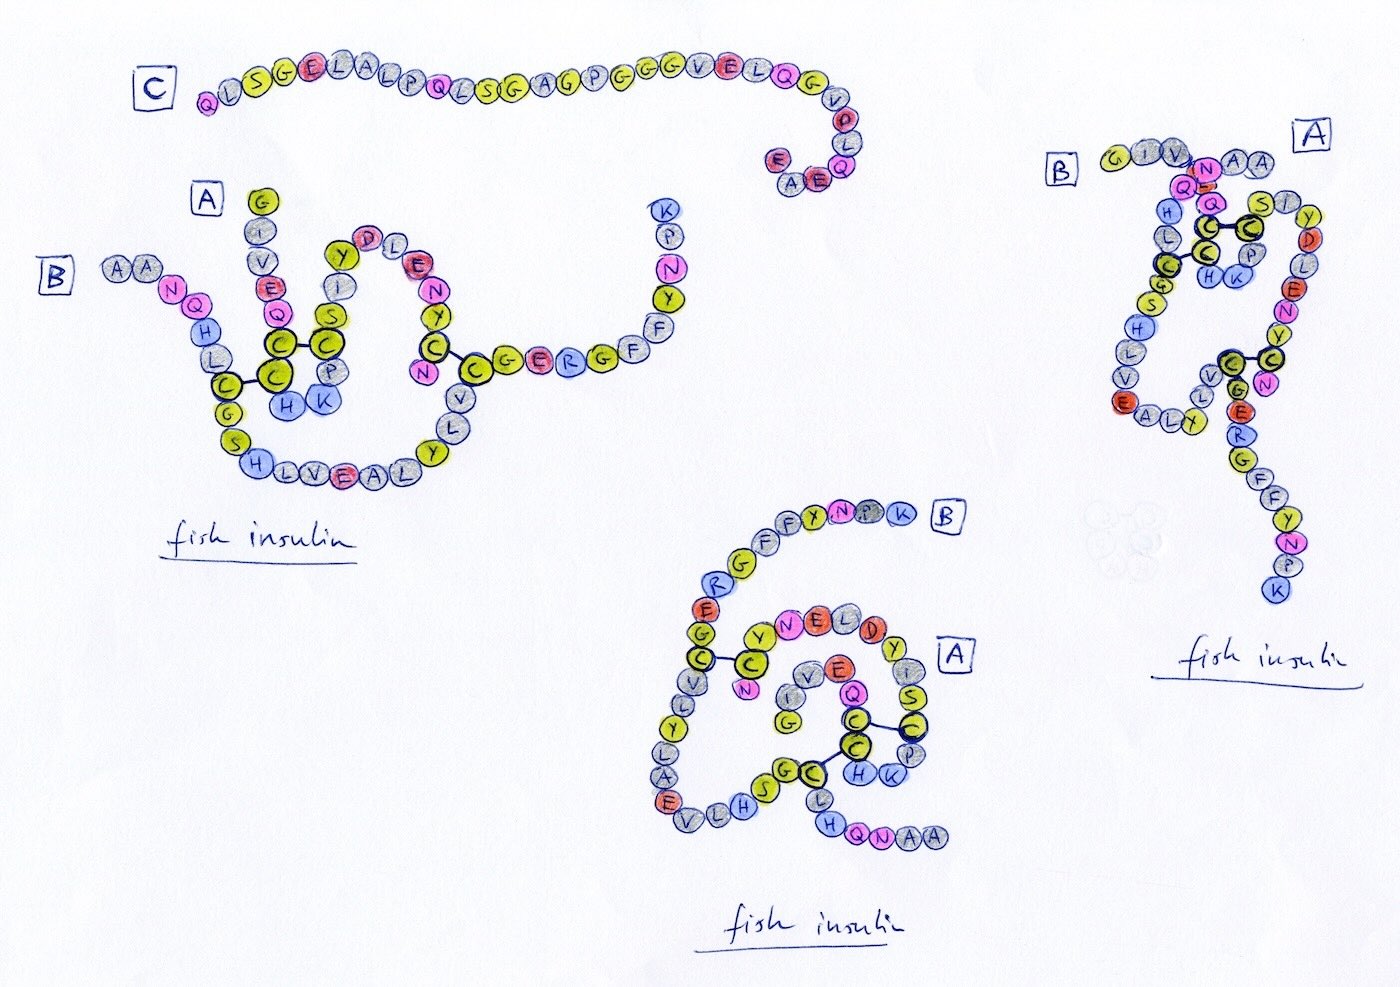 C
Q L S G E L A L P Q L S G A G P G G G V E L Q G V D L Q E A E
A
G I V E Q C C H K P C S I Y D L E N Y C N
B
A A N Q H L C G S H L V E A L Y L V C G E R G F F Y N P K
fish insulin
B
G I V E Q C C H K P C S I Y D L E N Y C N
A
A A N Q H L C G S H L V E A L Y L V C G E R G F F Y N P K
fish insulin
B
K P N Y F F G R E G C V L Y L A E V L H S G C L H Q N A A
A
G I V E Q C C H K P C S I Y D L E N Y C N
fish insulin